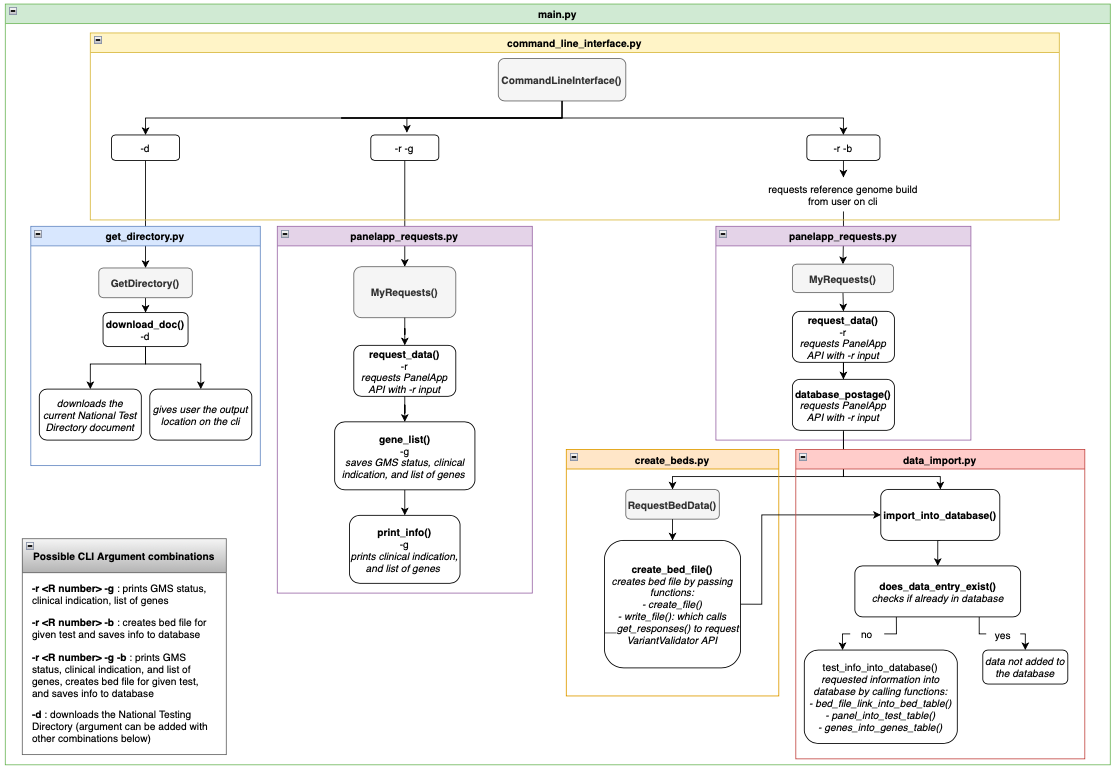 main.py
command_line_interface.py
CommandLineInterface()
-d
-r -g
-r -b
requests reference genome build
from user on cli
get_directory.py
GetDirectory()
download_doc()
-d
downloads the
current National Test
Directory document
gives user the output
location on the cli
panelapp_requests.py
MyRequests()
request_data()
-r
requests PanelApp
API with -r input
gene_list()
-g
saves GMS status, clinical
indication, and list of genes
print_info()
-g
prints clinical indication,
and list of genes
panelapp_requests.py
MyRequests()
request_data()
-r
requests PanelApp
API with -r input
database_postage()
requests PanelApp
API with -r input
create_beds.py
RequestBedData()
create_bed_file()
creates bed file by passing
functions:
- create_file()
- write_file(): which calls
__get_responses() to request
VariantValidator API
data_import.py
import_into_database()
does_data_entry_exist()
checks if already in database
no
yes
test_info_into_database()
requested information into
database by calling functions:
- bed_file_link_into_bed_table()
- panel_into_test_table()
- genes_into_genes_table()
data not added to
the database
Possible CLI Argument combinations
-r <R number> -g : prints GMS status,
clinical indication, list of genes
-r <R number> -b : creates bed file for
given test and saves info to database
-r <R number> -g -b : prints GMS
status, clinical indication, and list of
genes, creates bed file for given test,
and saves info to database
-d : downloads the National Testing
Directory (argument can be added with
other combinations below)